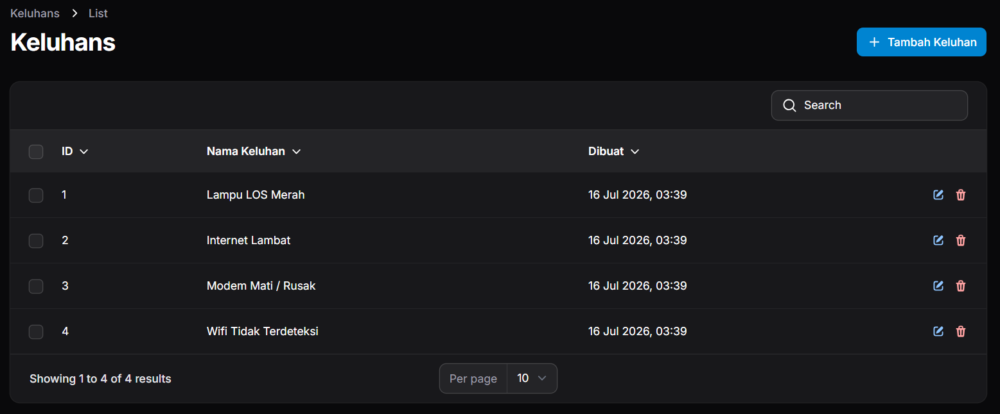 Keluhans > List
Keluhans
+ Tambah Keluhan
Search
ID Nama Keluhan Dibuat
1 Lampu LOS Merah 16 Jul 2026, 03:39
2 Internet Lambat 16 Jul 2026, 03:39
3 Modem Mati / Rusak 16 Jul 2026, 03:39
4 Wifi Tidak Terdeteksi 16 Jul 2026, 03:39
Showing 1 to 4 of 4 results Per page 10